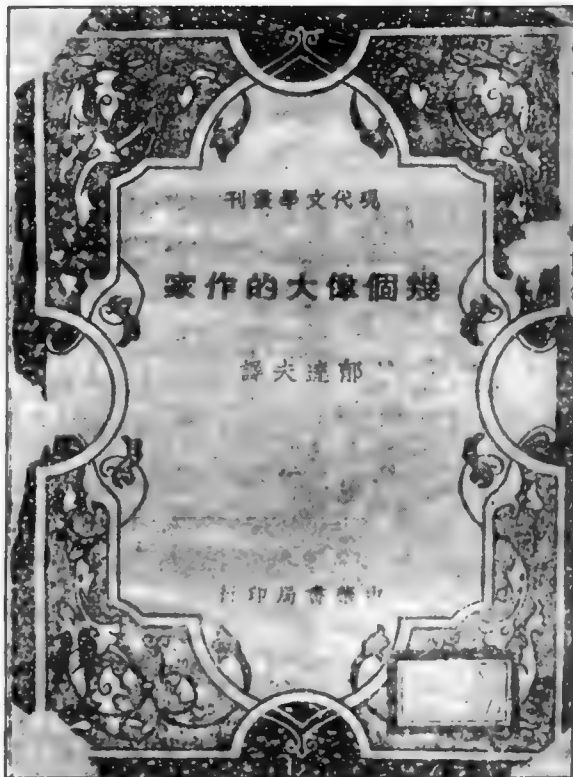 現代文學叢刊
幾個偉大的作家
郁達夫譯
中華書局印行